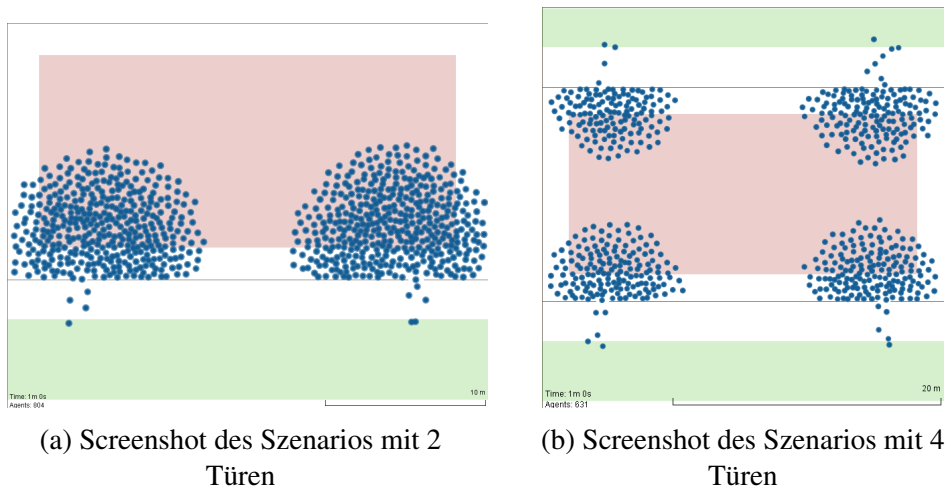 Time: 1m 0s
Agents: 804
10 m
Time: 1m 0s
Agents: 631
20 m
(a) Screenshot des Szenarios mit 2
Türen
(b) Screenshot des Szenarios mit 4
Türen